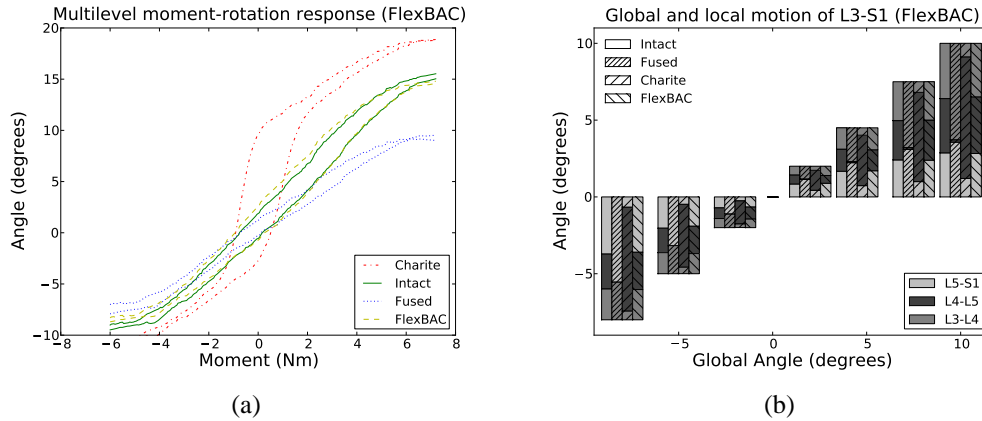 Multilevel moment-rotation response (FlexBAC)
Angle (degrees)
20
15
10
5
0
−5
−10
−8
−6
−4
−2
0
2
4
6
8
Moment (Nm)
Charite
Intact
Fused
FlexBAC
(a)
Global and local motion of L3-S1 (FlexBAC)
Angle (degrees)
10
5
0
−5
Intact
Fused
Charite
FlexBAC
L5-S1
L4-L5
L3-L4
−5
0
5
10
Global Angle (degrees)
(b)